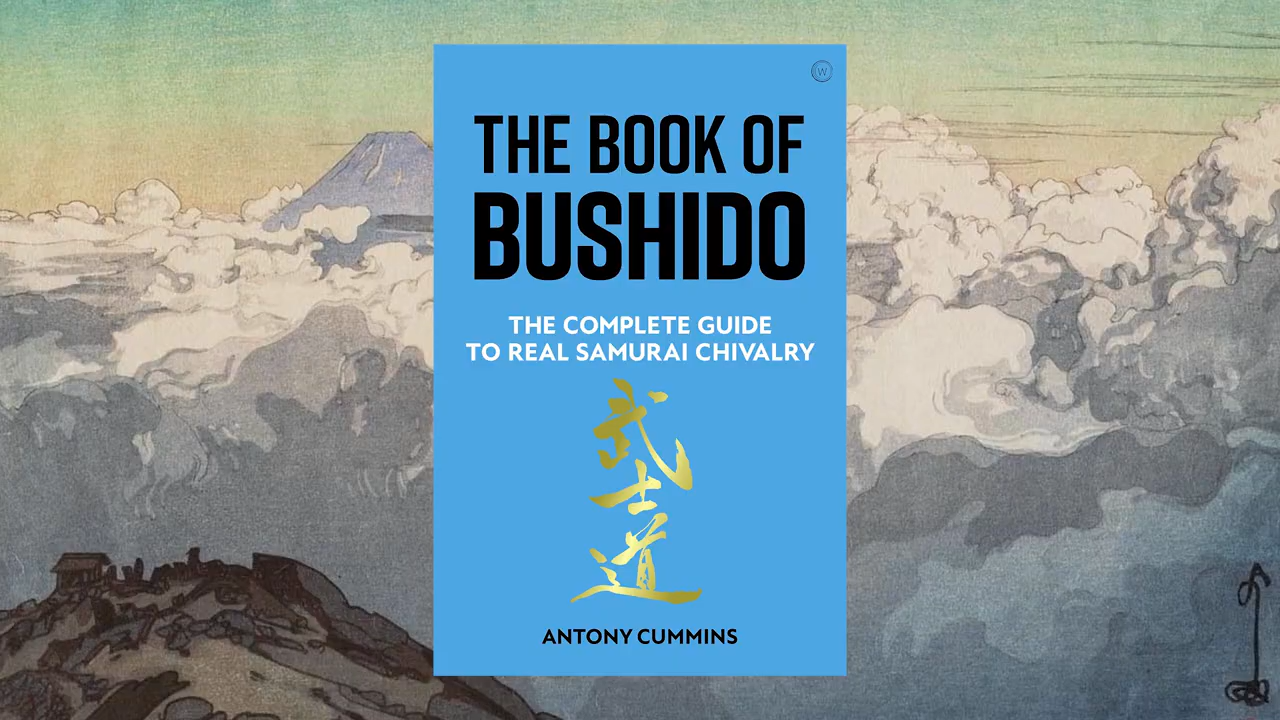 W
THE BOOK OF
BUSHIDO
THE COMPLETE GUIDE
TO REAL SAMURAI CHIVALRY
武
士
道
ANTONY CUMMINS